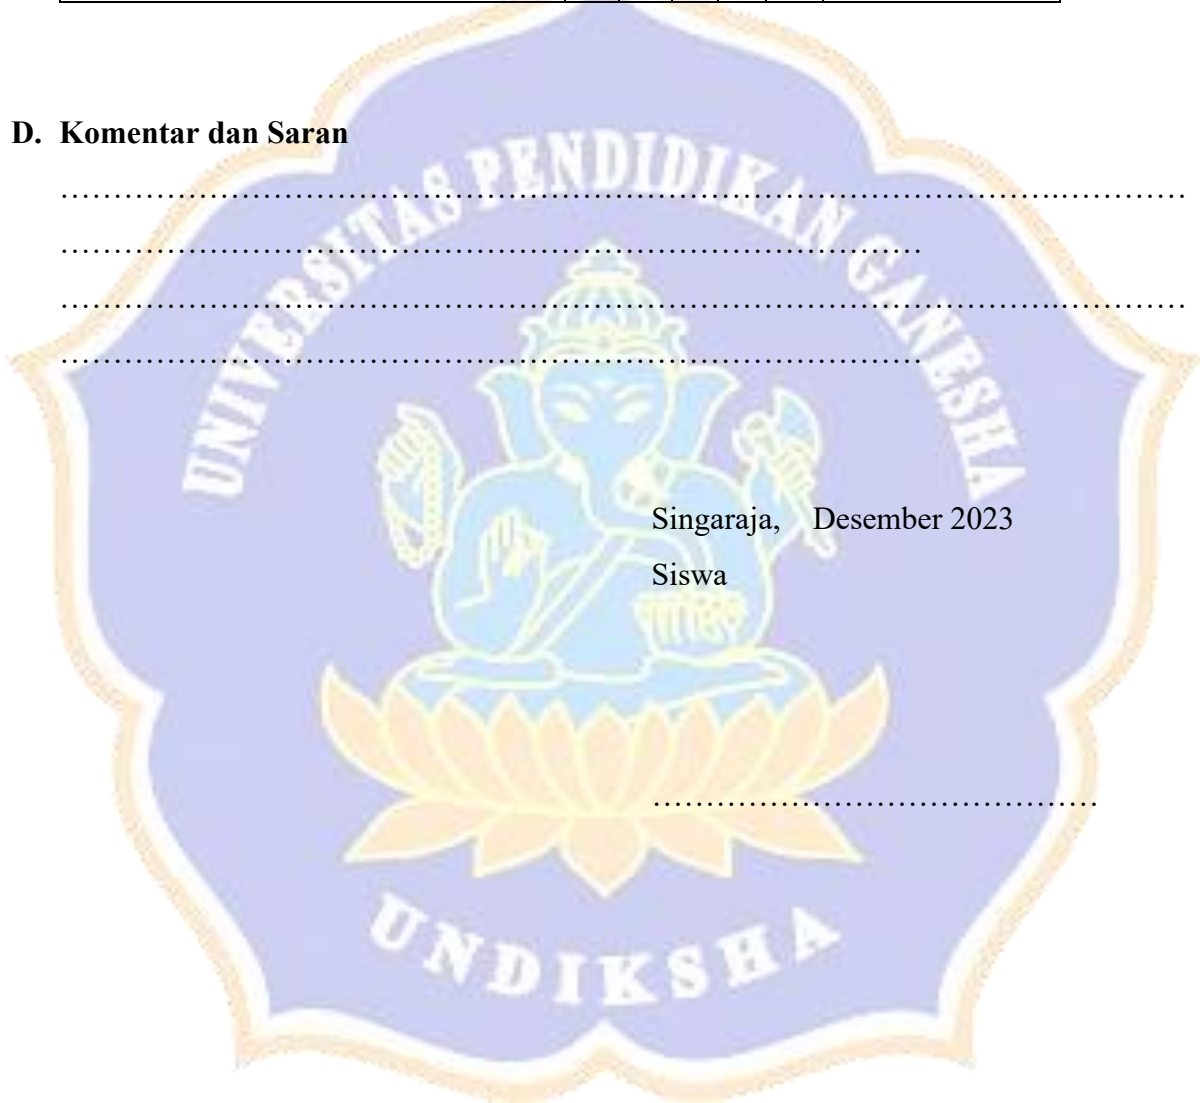 D. Komentar dan Saran
……………………………………………………………………………………………
………………………………………………………………………
……………………………………………………………………………………………
………………………………………………………………………
UNIVERSITAS PENDIDIKAN GANESHA
Singaraja, Desember 2023
Siswa
……………………………………
UNDIKSHA